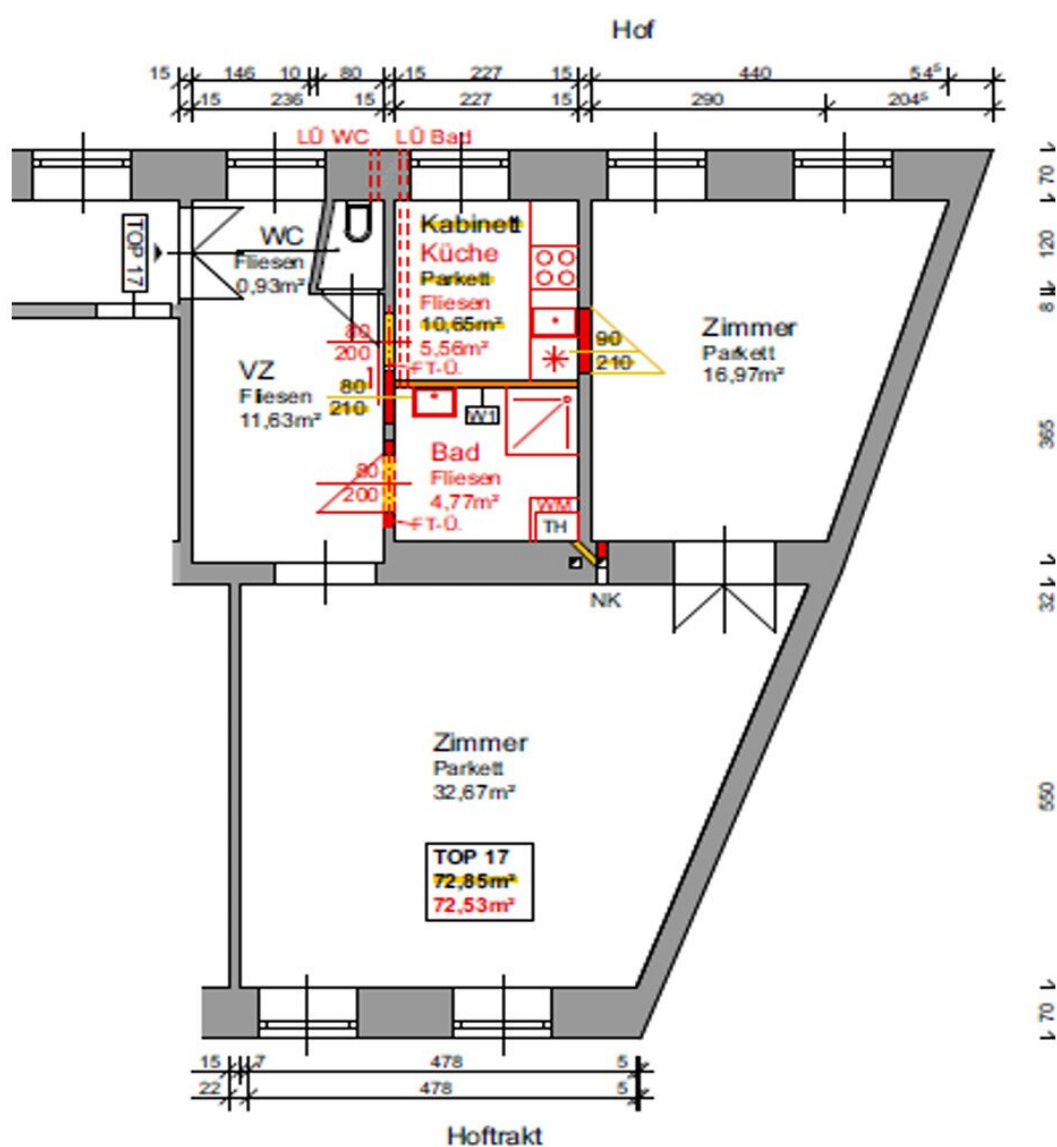 Hof
15 146 10 80 15 227 15 440 54⁵
15 236 15 227 15 290 204⁵
LÜ WC LÜ Bad
TOP 17
WC
Fliesen
0,93m²
Kabinett
Küche
Parkett
Fliesen
10,65m²
5,56m²
Zimmer
Parkett
16,97m²
90
210
80
200
FT-Ü.
VZ
Fliesen
11,63m²
80
210
W1
Bad
Fliesen
4,77m²
80
200
FT-Ü.
WM
TH
NK
70
120
18
32
Zimmer
Parkett
32,67m²
TOP 17
72,85m²
72,53m²
70
15 7 478 5
22 478 5
Hoftrakt